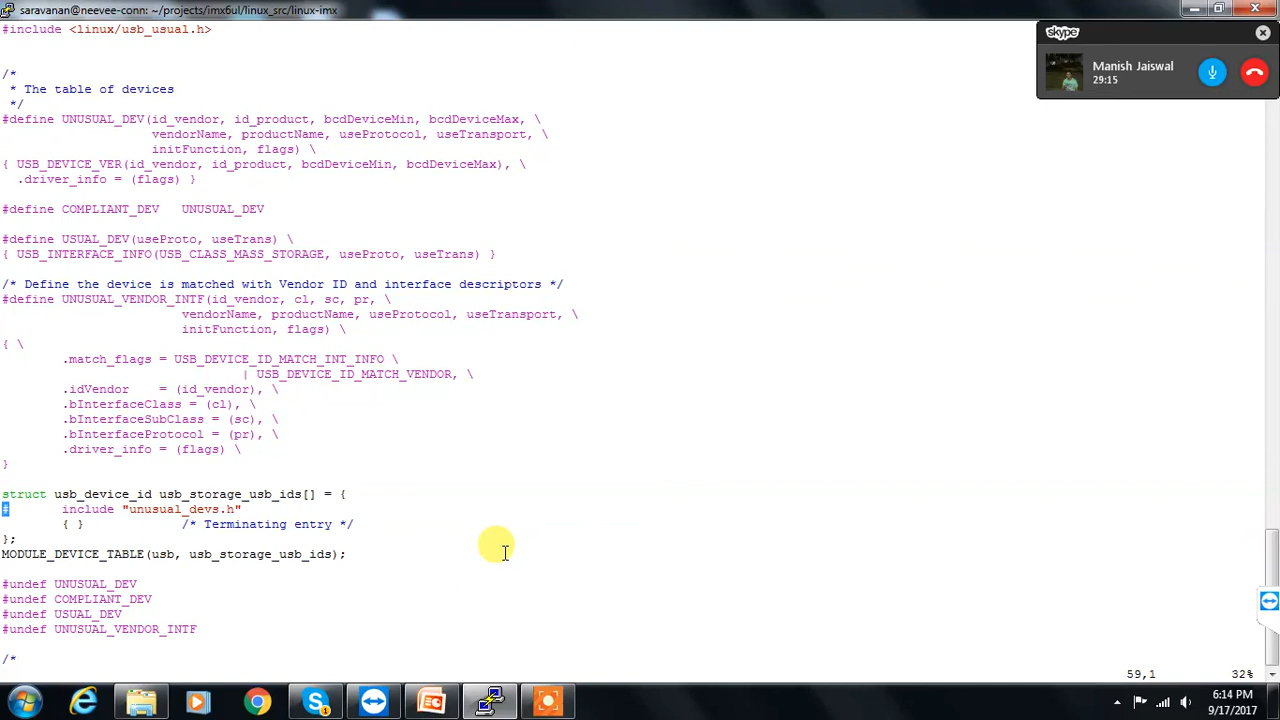 saravanan@neevee-conn: ~/projects/imx6ul/linux_src/linux-imx
#include <linux/usb_usual.h>
skype
Manish Jaiswal
29:15
/*
 * The table of devices
 */
#define UNUSUAL_DEV(id_vendor, id_product, bcdDeviceMin, bcdDeviceMax, \
                    vendorName, productName, useProtocol, useTransport, \
                    initFunction, flags) \
{ USB_DEVICE_VER(id_vendor, id_product, bcdDeviceMin, bcdDeviceMax), \
  .driver_info = (flags) }
#define COMPLIANT_DEV   UNUSUAL_DEV
#define USUAL_DEV(useProto, useTrans) \
{ USB_INTERFACE_INFO(USB_CLASS_MASS_STORAGE, useProto, useTrans) }
/* Define the device is matched with Vendor ID and interface descriptors */
#define UNUSUAL_VENDOR_INTF(id_vendor, cl, sc, pr, \
                        vendorName, productName, useProtocol, useTransport, \
                        initFunction, flags) \
{ \
        .match_flags = USB_DEVICE_ID_MATCH_INT_INFO \
                                | USB_DEVICE_ID_MATCH_VENDOR, \
        .idVendor    = (id_vendor), \
        .bInterfaceClass = (cl), \
        .bInterfaceSubClass = (sc), \
        .bInterfaceProtocol = (pr), \
        .driver_info = (flags) \
}
struct usb_device_id usb_storage_usb_ids[] = {
#       include "unusual_devs.h"
        { }             /* Terminating entry */
};
MODULE_DEVICE_TABLE(usb, usb_storage_usb_ids);
#undef UNUSUAL_DEV
#undef COMPLIANT_DEV
#undef USUAL_DEV
#undef UNUSUAL_VENDOR_INTF
/*
59,1          32%
6:14 PM
9/17/2017